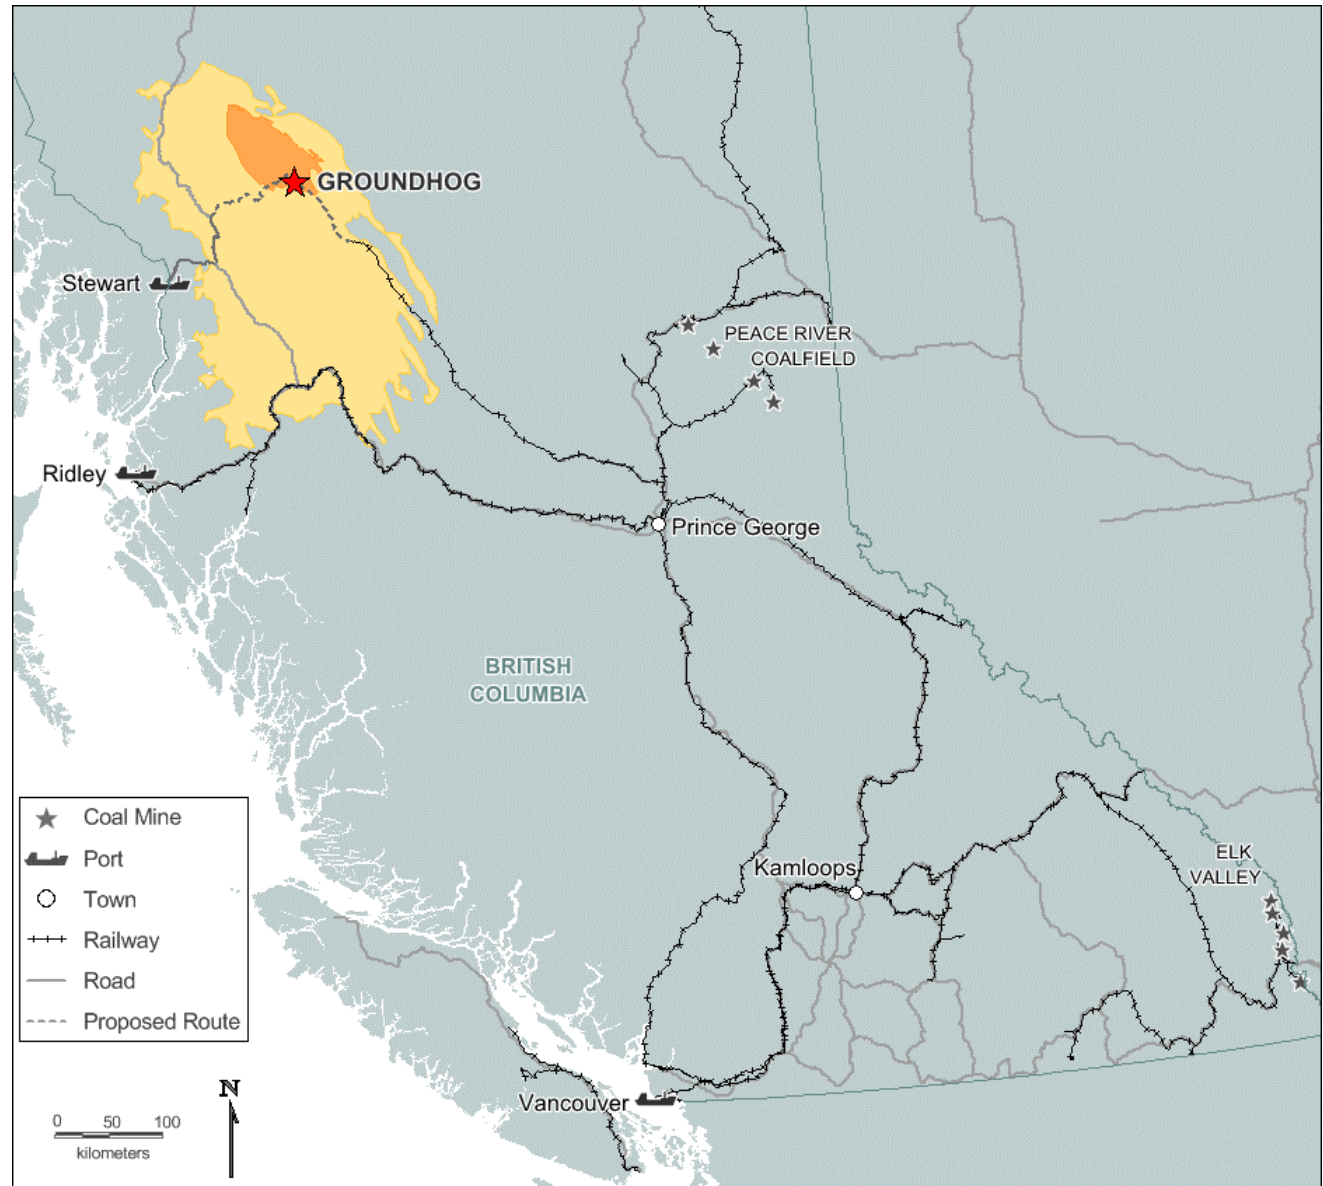 GROUNDHOG
Stewart
PEACE RIVER
COALFIELD
Ridley
Prince George
BRITISH
COLUMBIA
Coal Mine
Port
Town
Railway
Road
Proposed Route
Kamloops
ELK
VALLEY
Vancouver
N
0 50 100
kilometers